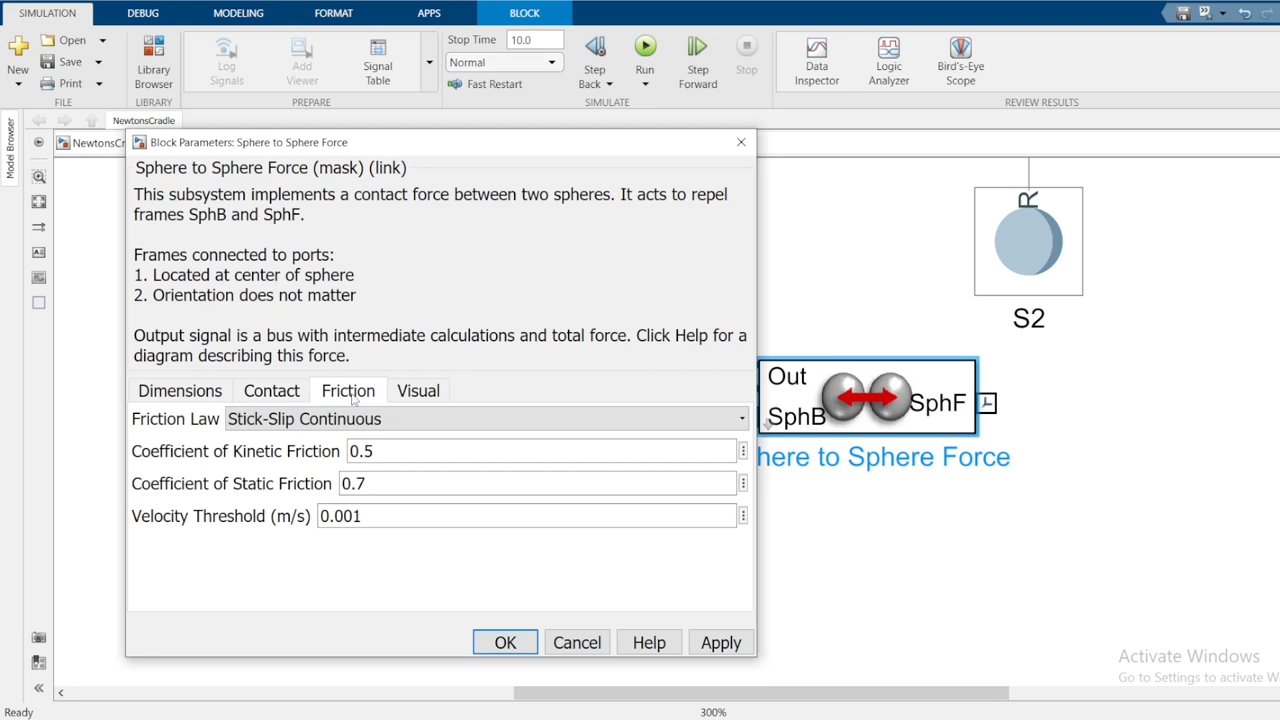 SIMULATION DEBUG MODELING FORMAT APPS BLOCK
New
Open
Save
Print
FILE
Library
Browser
LIBRARY
Log
Signals
Add
Viewer
Signal
Table
PREPARE
Stop Time 10.0
Normal
Fast Restart
Step
Back
Run
Step
Forward
Stop
SIMULATE
Data
Inspector
Logic
Analyzer
Bird's-Eye
Scope
REVIEW RESULTS
Model Browser
NewtonsCradle
NewtonsCr
Block Parameters: Sphere to Sphere Force
Sphere to Sphere Force (mask) (link)
This subsystem implements a contact force between two spheres. It acts to repel
frames SphB and SphF.
Frames connected to ports:
1. Located at center of sphere
2. Orientation does not matter
Output signal is a bus with intermediate calculations and total force. Click Help for a
diagram describing this force.
Dimensions Contact Friction Visual
Friction Law Stick-Slip Continuous
Coefficient of Kinetic Friction 0.5
Coefficient of Static Friction 0.7
Velocity Threshold (m/s) 0.001
OK Cancel Help Apply
R
S2
Out
SphB
SphF
here to Sphere Force
Activate Windows
Go to Settings to activate W
Ready
300%